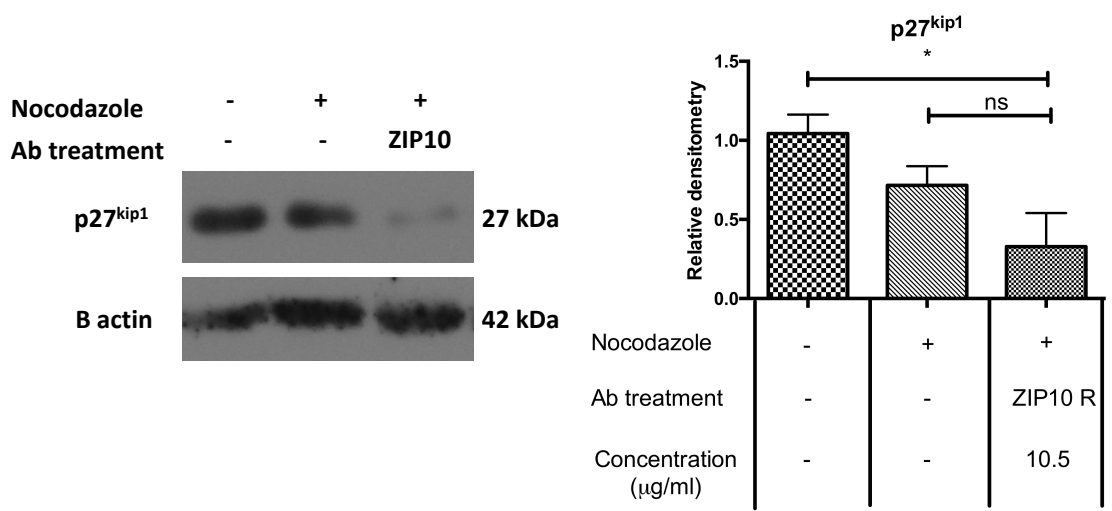 Nocodazole - + +
Ab treatment - - ZIP10
p27kip1 27 kDa
B actin 42 kDa
p27kip1
*
ns
Relative densitometry
1.5
1.0
0.5
0.0
Nocodazole - + +
Ab treatment - - ZIP10 R
Concentration - - 10.5
(μg/ml)